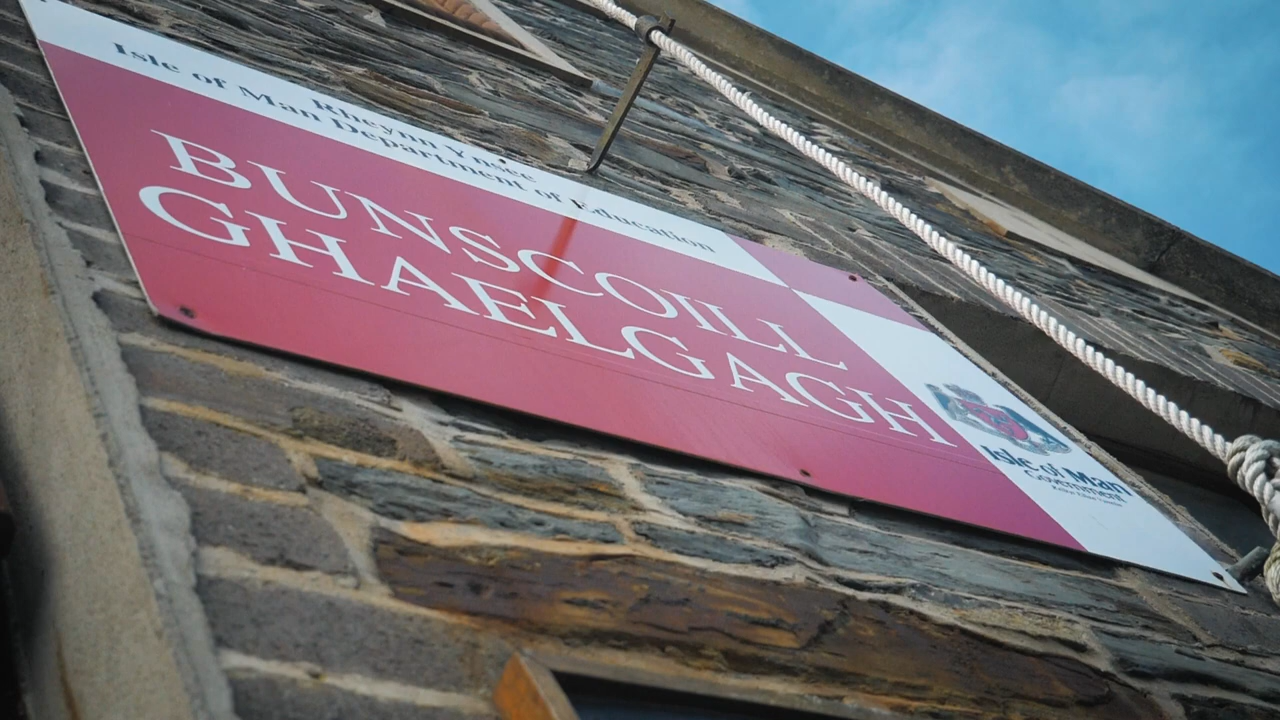 Rheynn Ynsee
Isle of Man Department of Education
BUNSCOILL
GHAELGAGH
Isle of Man
Government